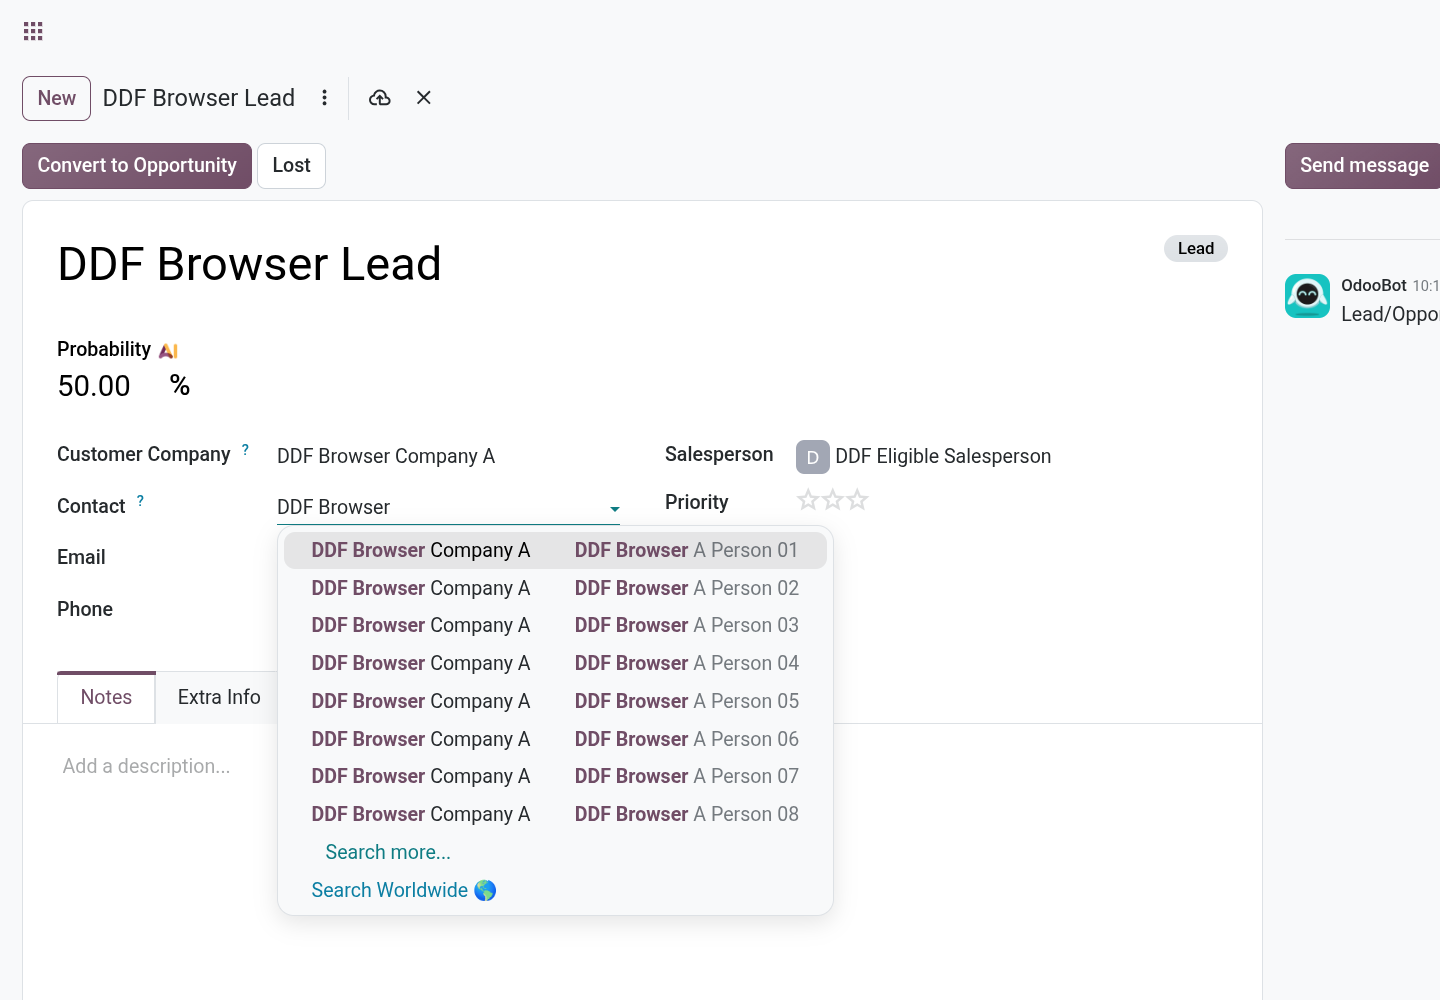 New DDF Browser Lead
Convert to Opportunity Lost Send message
DDF Browser Lead
Lead
OdooBot 10:1
Lead/Oppo
Probability AI
50.00 %
Customer Company ? DDF Browser Company A
Salesperson D DDF Eligible Salesperson
Contact ? DDF Browser
Priority
Email
Phone
DDF Browser Company A DDF Browser A Person 01
DDF Browser Company A DDF Browser A Person 02
DDF Browser Company A DDF Browser A Person 03
DDF Browser Company A DDF Browser A Person 04
DDF Browser Company A DDF Browser A Person 05
DDF Browser Company A DDF Browser A Person 06
DDF Browser Company A DDF Browser A Person 07
DDF Browser Company A DDF Browser A Person 08
Search more...
Search Worldwide 🌎
Notes Extra Info
Add a description...